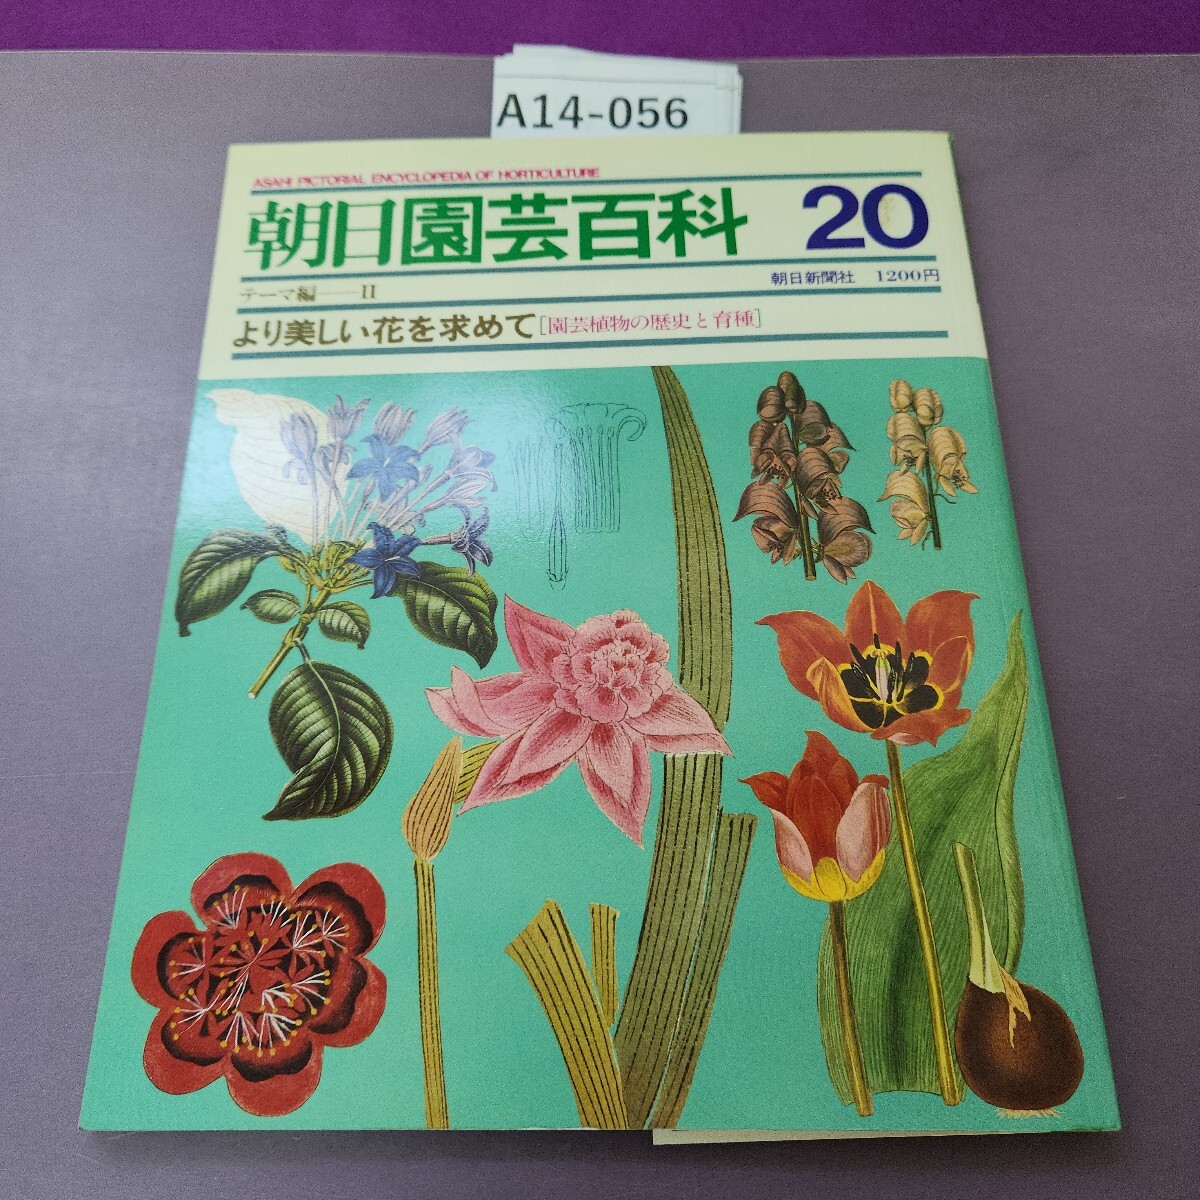 A14-056
ASAHI PICTORIAL ENCYCLOPEDIA OF HORTICULTURE
朝日園芸百科 20
朝日新聞社 1200円
テーマ編──II
より美しい花を求めて[園芸植物の歴史と育種]